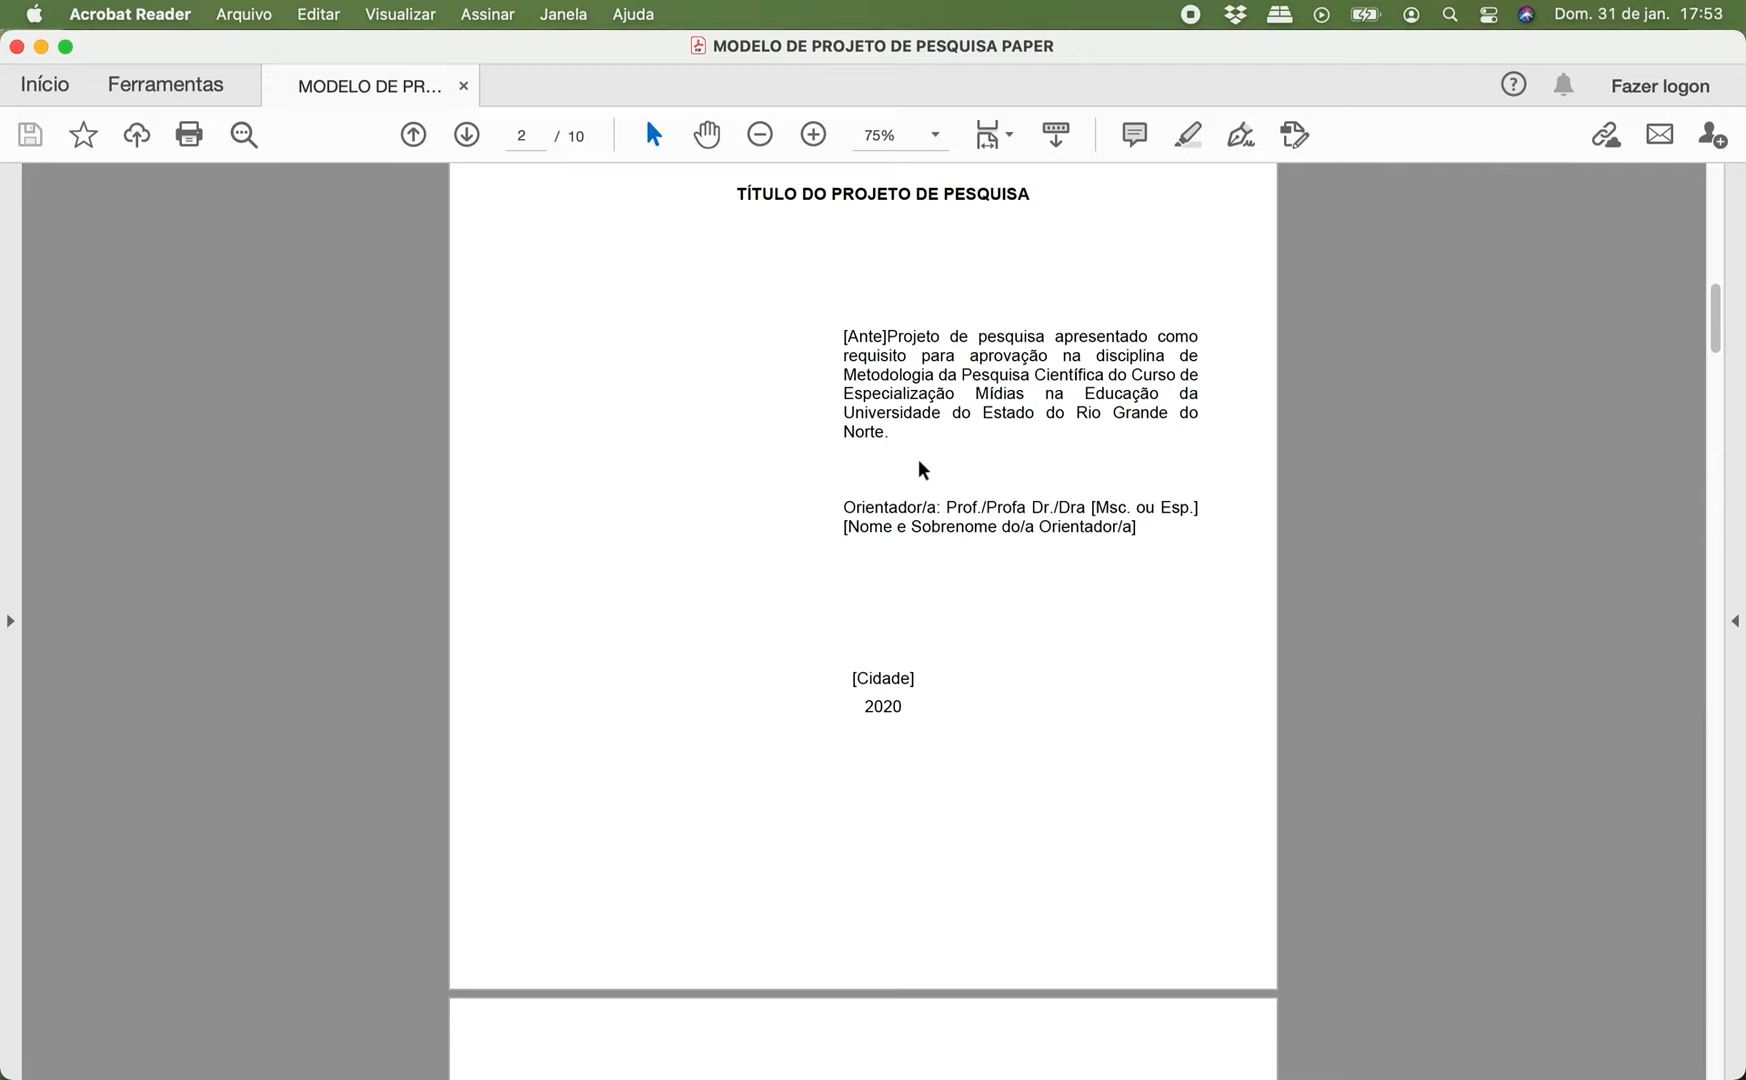 Acrobat Reader Arquivo Editar Visualizar Assinar Janela Ajuda Dom. 31 de jan. 17:53
MODELO DE PROJETO DE PESQUISA PAPER
Início Ferramentas MODELO DE PR... × ? Fazer logon
2 / 10 75%
TÍTULO DO PROJETO DE PESQUISA
[Ante]Projeto de pesquisa apresentado como
requisito para aprovação na disciplina de
Metodologia da Pesquisa Científica do Curso de
Especialização Mídias na Educação da
Universidade do Estado do Rio Grande do
Norte.
Orientador/a: Prof./Profa Dr./Dra [Msc. ou Esp.]
[Nome e Sobrenome do/a Orientador/a]
[Cidade]
2020